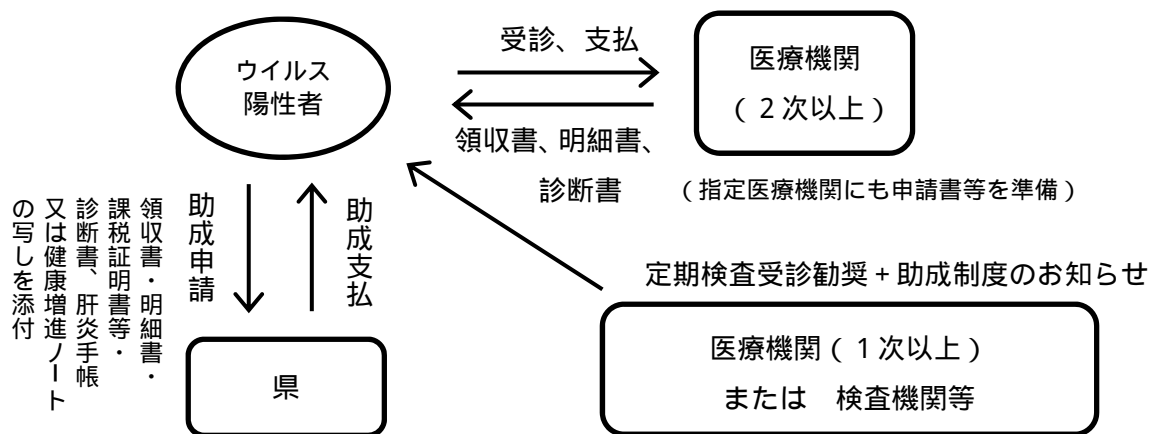 受診、支払
ウイルス
陽性者
医療機関
（２次以上）
領収書、明細書、
診断書
（指定医療機関にも申請書等を準備）
領収書・明細書・
課税証明書等・
診断書、肝炎手帳
又は健康増進ノート
の写しを添付
助成申請
助成支払
定期検査受診勧奨＋助成制度のお知らせ
県
医療機関（１次以上）
または　検査機関等